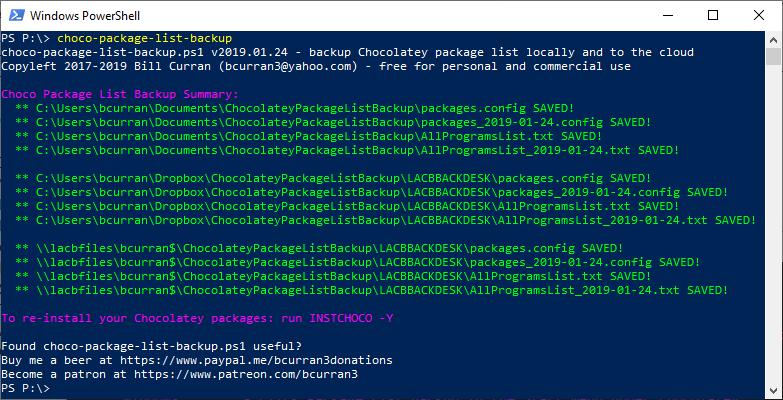 Windows PowerShell
PS P:\> choco-package-list-backup
choco-package-list-backup.ps1 v2019.01.24 - backup Chocolatey package list locally and to the cloud
Copyleft 2017-2019 Bill Curran (bcurran3@yahoo.com) - free for personal and commercial use
Choco Package List Backup Summary:
** C:\Users\bcurran\Documents\ChocolateyPackageListBackup\packages.config SAVED!
** C:\Users\bcurran\Documents\ChocolateyPackageListBackup\packages_2019-01-24.config SAVED!
** C:\Users\bcurran\Documents\ChocolateyPackageListBackup\AllProgramsList.txt SAVED!
** C:\Users\bcurran\Documents\ChocolateyPackageListBackup\AllProgramsList_2019-01-24.txt SAVED!
** C:\Users\bcurran\Dropbox\ChocolateyPackageListBackup\LACBBACKDESK\packages.config SAVED!
** C:\Users\bcurran\Dropbox\ChocolateyPackageListBackup\LACBBACKDESK\packages_2019-01-24.config SAVED!
** C:\Users\bcurran\Dropbox\ChocolateyPackageListBackup\LACBBACKDESK\AllProgramsList.txt SAVED!
** C:\Users\bcurran\Dropbox\ChocolateyPackageListBackup\LACBBACKDESK\AllProgramsList_2019-01-24.txt SAVED!
** \\lacbfiles\bcurran$\ChocolateyPackageListBackup\LACBBACKDESK\packages.config SAVED!
** \\lacbfiles\bcurran$\ChocolateyPackageListBackup\LACBBACKDESK\packages_2019-01-24.config SAVED!
** \\lacbfiles\bcurran$\ChocolateyPackageListBackup\LACBBACKDESK\AllProgramsList.txt SAVED!
** \\lacbfiles\bcurran$\ChocolateyPackageListBackup\LACBBACKDESK\AllProgramsList_2019-01-24.txt SAVED!
To re-install your Chocolatey packages: run INSTCHOCO -Y
Found choco-package-list-backup.ps1 useful?
Buy me a beer at https://www.paypal.me/bcurran3donations
Become a patron at https://www.patreon.com/bcurran3
PS P:\>